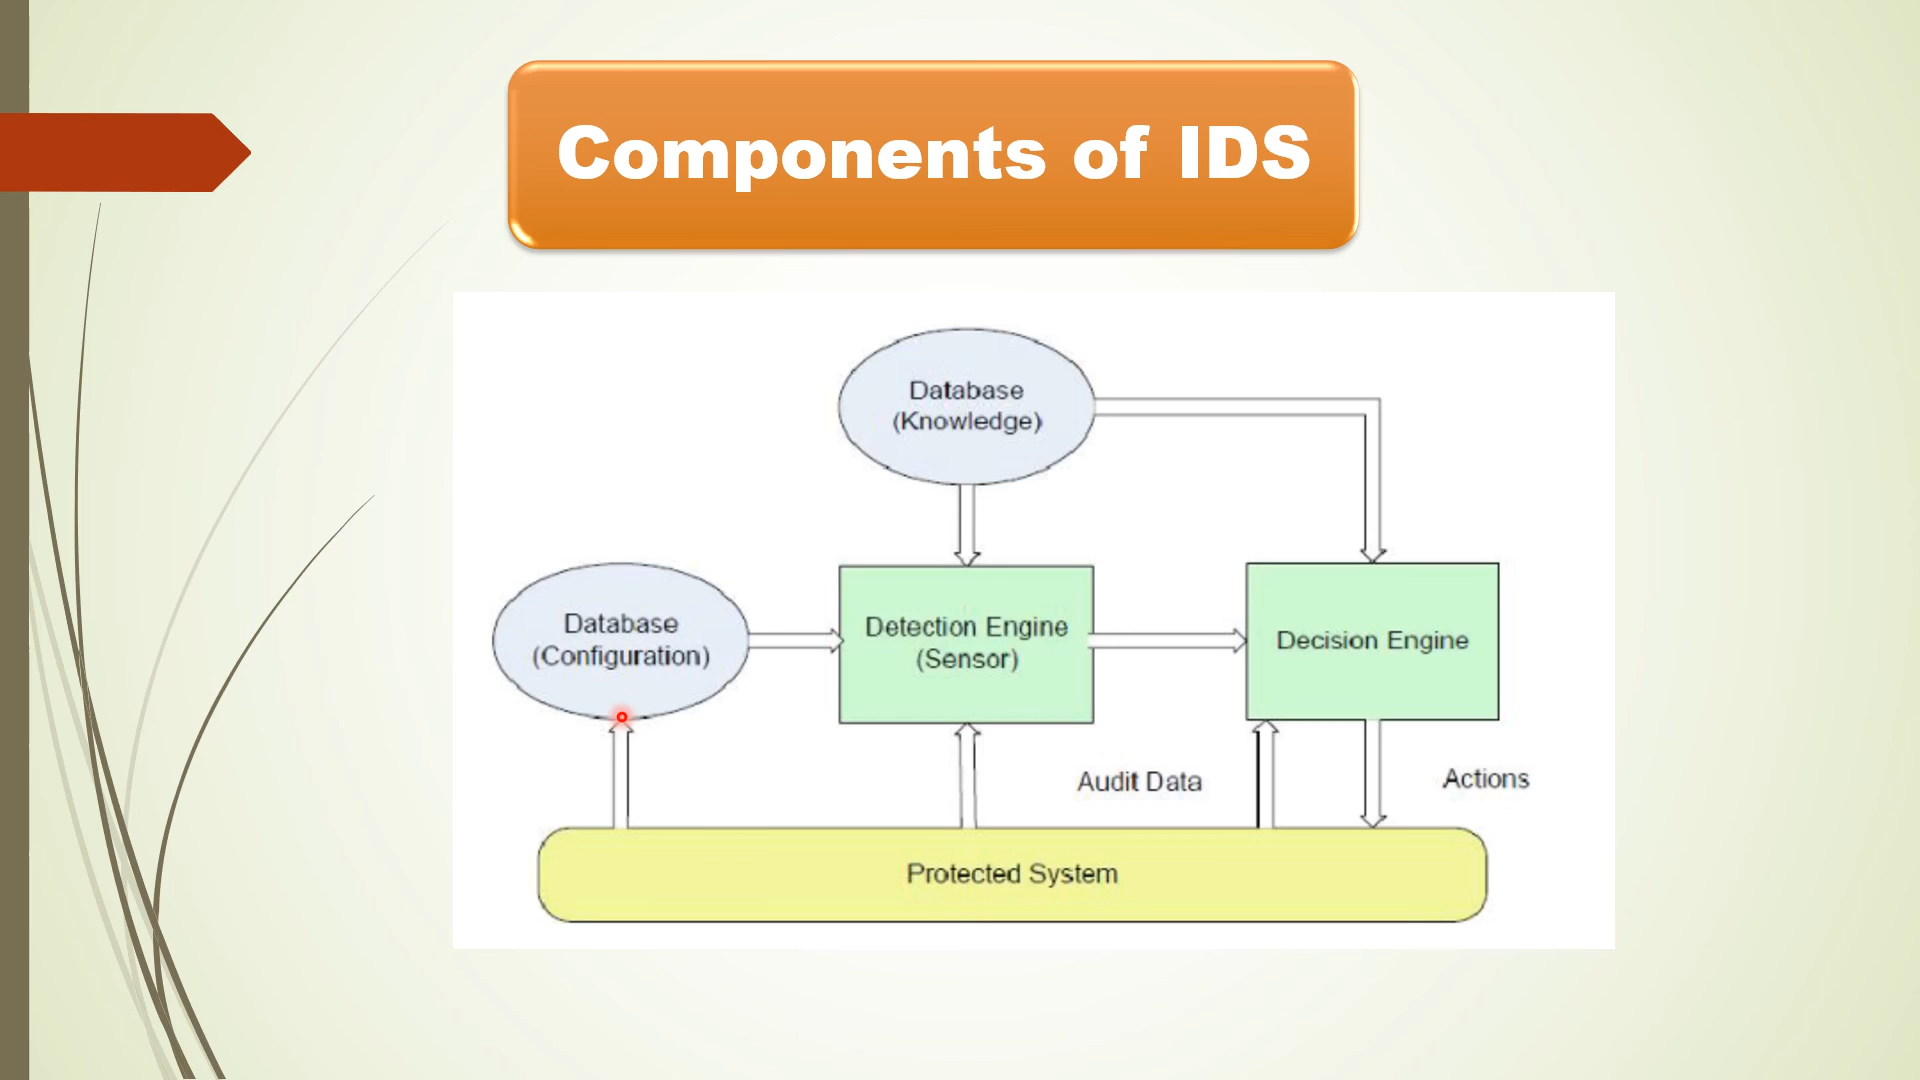 Components of IDS
Database
(Knowledge)
Database
(Configuration)
Detection Engine
(Sensor)
Decision Engine
Audit Data
Actions
Protected System